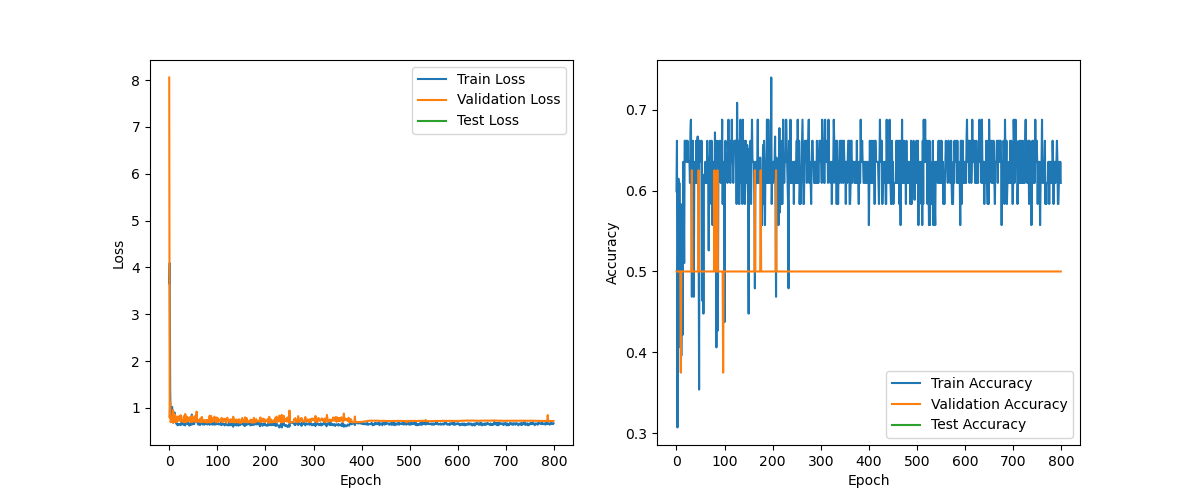 8
7
6
5
4
3
2
1
0 100 200 300 400 500 600 700 800
Loss
Epoch
Train Loss
Validation Loss
Test Loss
0.7
0.6
0.5
0.4
0.3
0 100 200 300 400 500 600 700 800
Accuracy
Epoch
Train Accuracy
Validation Accuracy
Test Accuracy